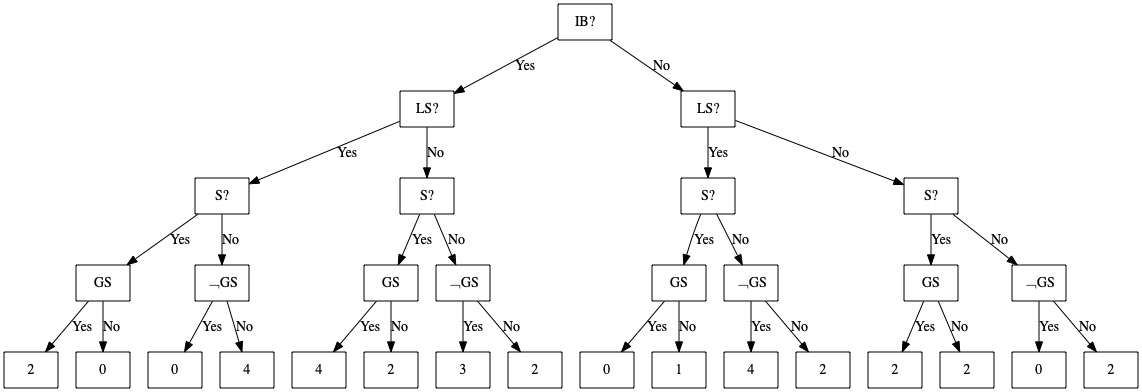 IB?
Yes No
LS? LS?
Yes No Yes No
S? S? S? S?
Yes No Yes No Yes No Yes No
GS ¬GS GS ¬GS GS ¬GS GS ¬GS
Yes No Yes No Yes No Yes No Yes No Yes No Yes No Yes No
2 0 0 4 4 2 3 2 0 1 4 2 2 2 0 2